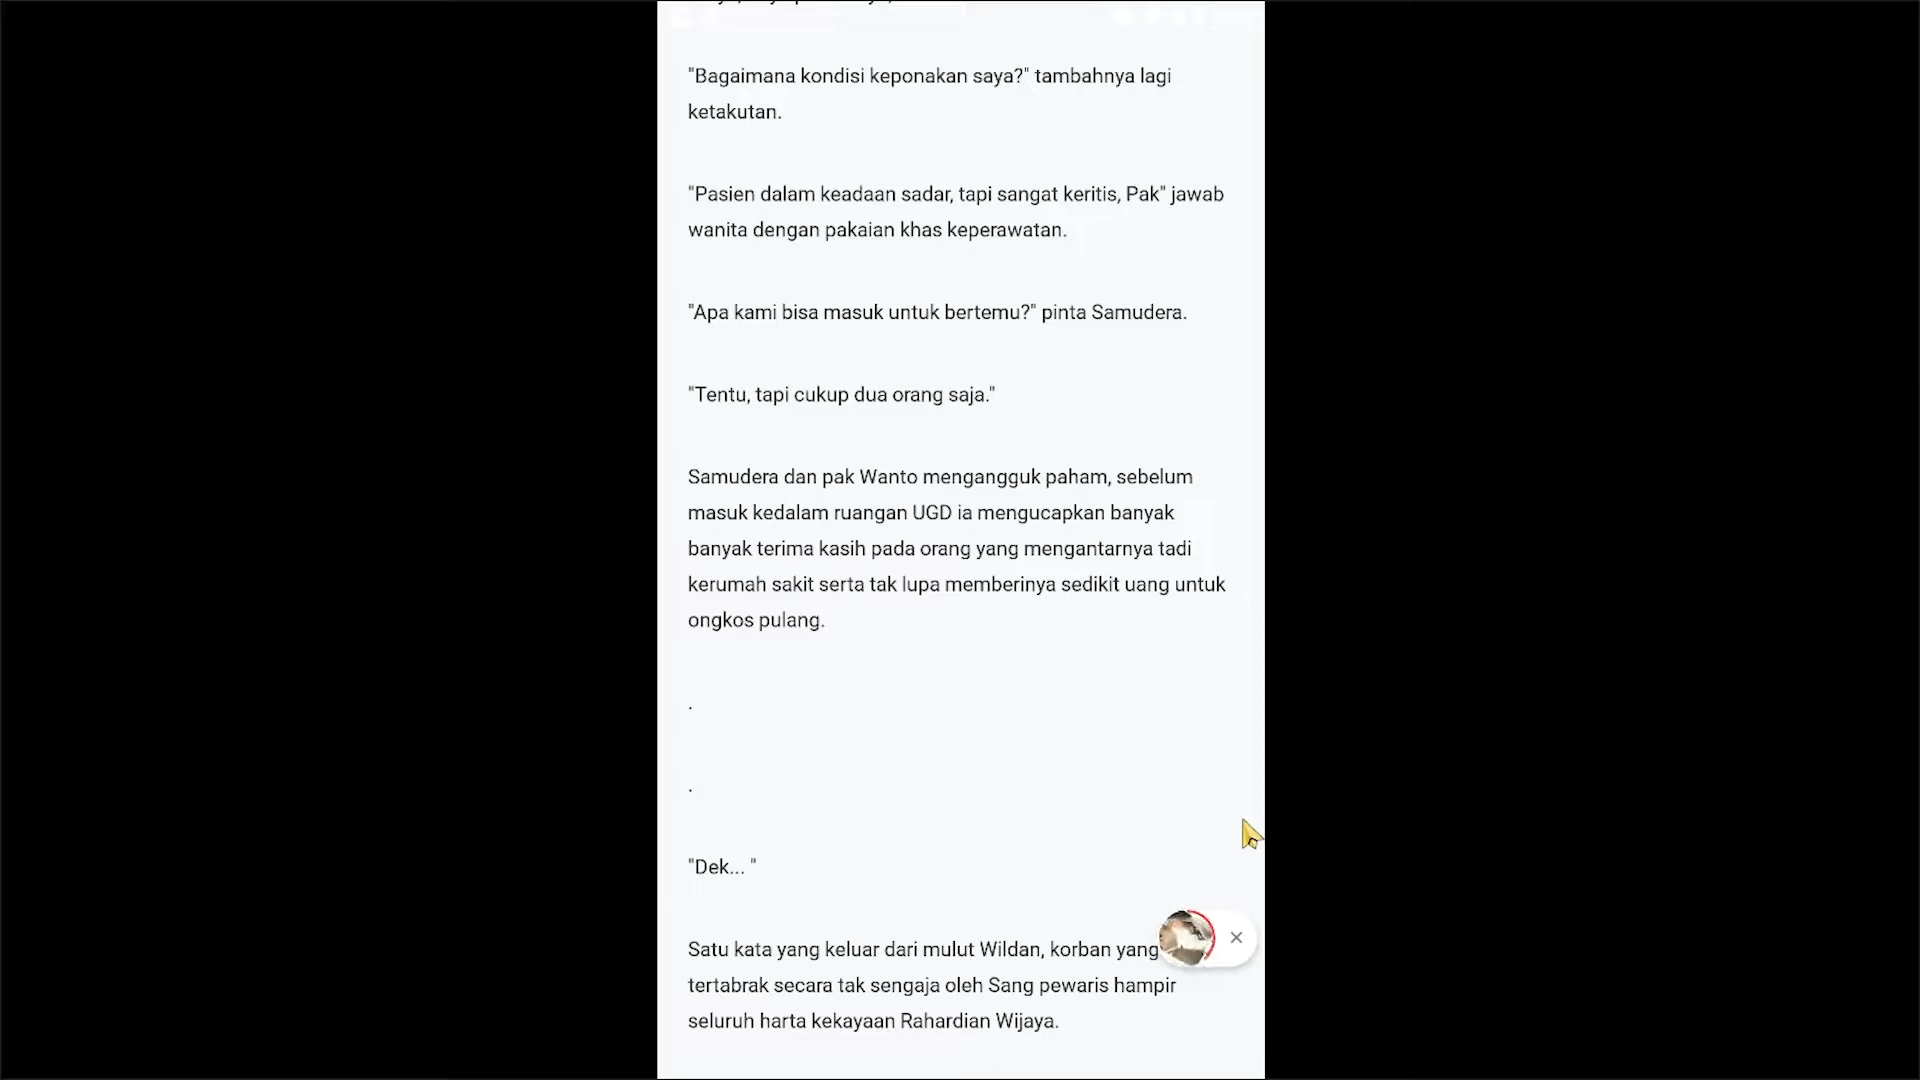 "Bagaimana kondisi keponakan saya?" tambahnya lagi
ketakutan.
"Pasien dalam keadaan sadar, tapi sangat keritis, Pak" jawab
wanita dengan pakaian khas keperawatan.
"Apa kami bisa masuk untuk bertemu?" pinta Samudera.
"Tentu, tapi cukup dua orang saja."
Samudera dan pak Wanto mengangguk paham, sebelum
masuk kedalam ruangan UGD ia mengucapkan banyak
banyak terima kasih pada orang yang mengantarnya tadi
kerumah sakit serta tak lupa memberinya sedikit uang untuk
ongkos pulang.
.
.
"Dek... "
Satu kata yang keluar dari mulut Wildan, korban yang
tertabrak secara tak sengaja oleh Sang pewaris hampir
seluruh harta kekayaan Rahardian Wijaya.